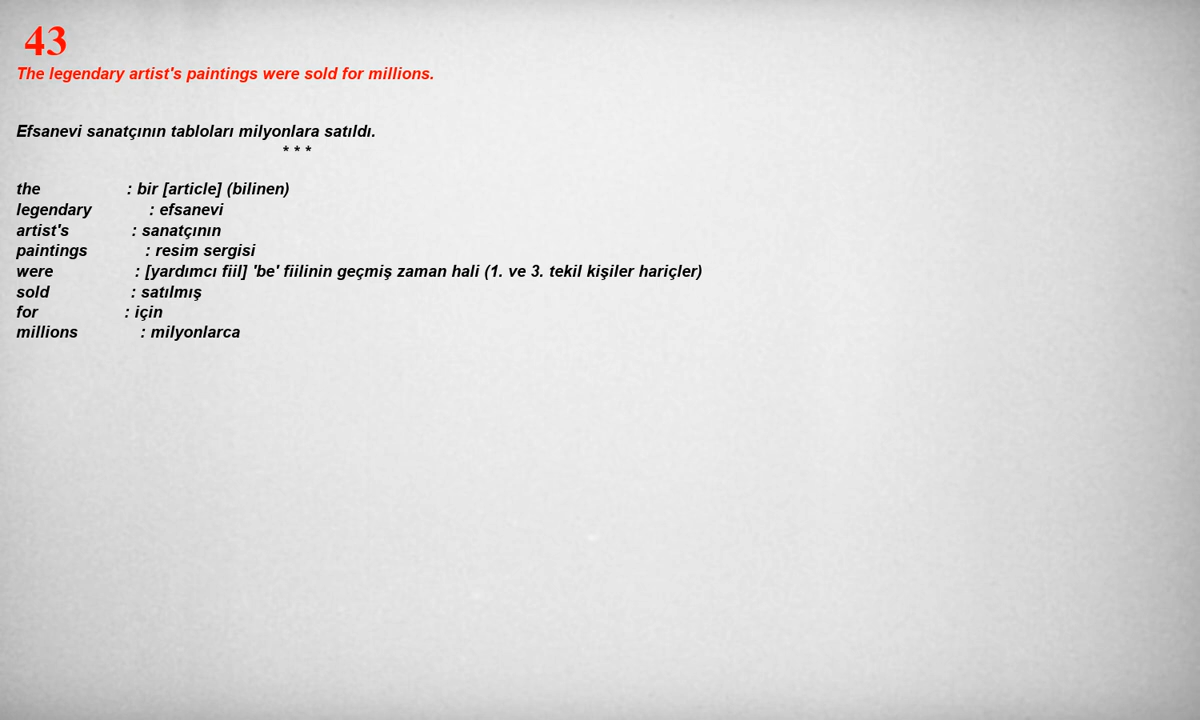 43
The legendary artist's paintings were sold for millions.
Efsanevi sanatçının tabloları milyonlara satıldı.
* * *
the : bir [article] (bilinen)
legendary : efsanevi
artist's : sanatçının
paintings : resim sergisi
were : [yardımcı fiil] 'be' fiilinin geçmiş zaman hali (1. ve 3. tekil kişiler hariçler)
sold : satılmış
for : için
millions : milyonlarca